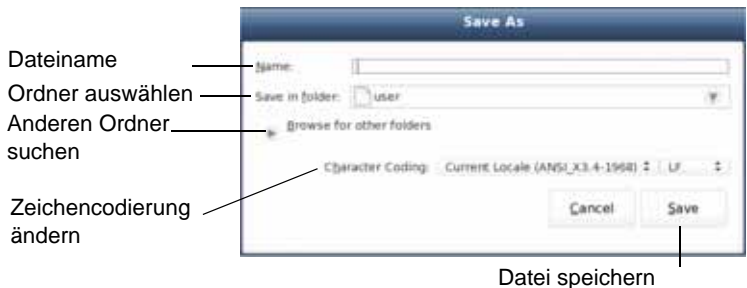 Save As
Dateiname
Name:
Ordner auswählen
Save in folder: user
Anderen Ordner suchen
Browse for other folders
Zeichencodierung ändern
Character Coding: Current Locale (ANSI_X3.4-1968) LF
Cancel Save
Datei speichern